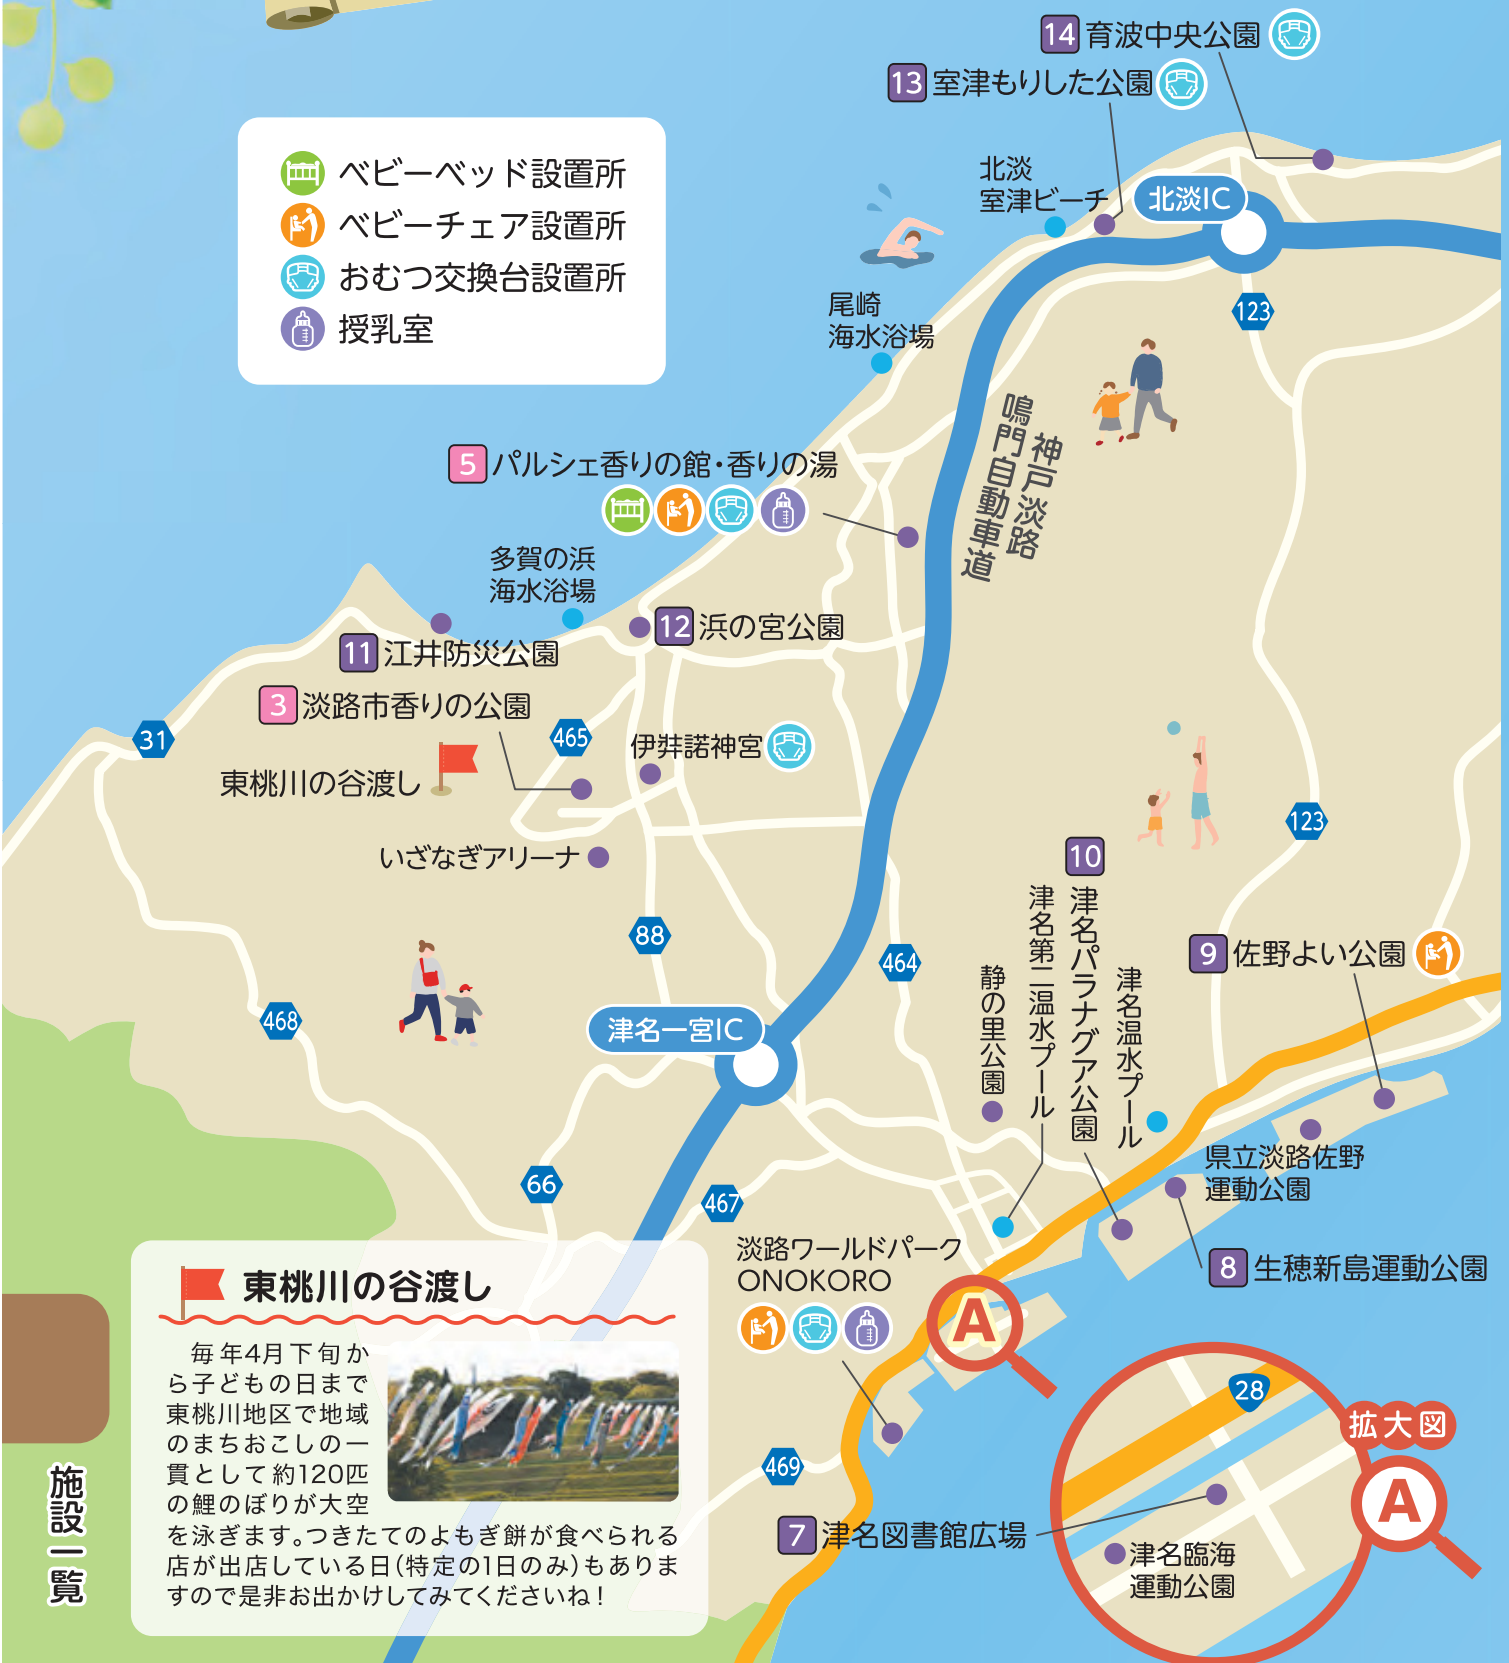 14 育波中央公園
13 室津もりした公園
北淡
室津ビーチ
北淡IC
ベビーベッド設置所
ベビーチェア設置所
おむつ交換台設置所
授乳室
尾崎
海水浴場
123
神戸淡路
鳴門自動車道
5 パルシェ香りの館・香りの湯
多賀の浜
海水浴場
12 浜の宮公園
11 江井防災公園
3 淡路市香りの公園
31
465
伊弉諾神宮
東桃川の谷渡し
いざなぎアリーナ
123
10 津名パラナグア公園
津名第二温水プール
静の里公園
津名温水プール
9 佐野よい公園
88
464
468
津名一宮IC
66
467
県立淡路佐野
運動公園
8 生穂新島運動公園
淡路ワールドパーク
ONOKORO
A
469
28
拡大図
A
7 津名図書館広場
津名臨海
運動公園
東桃川の谷渡し
毎年4月下旬か
ら子どもの日まで
東桃川地区で地域
のまちおこしの一
貫として約120匹
の鯉のぼりが大空
を泳ぎます。つきたてのよもぎ餅が食べられる
店が出店している日(特定の1日のみ)もありま
すので是非お出かけしてみてくださいね!
施設一覧